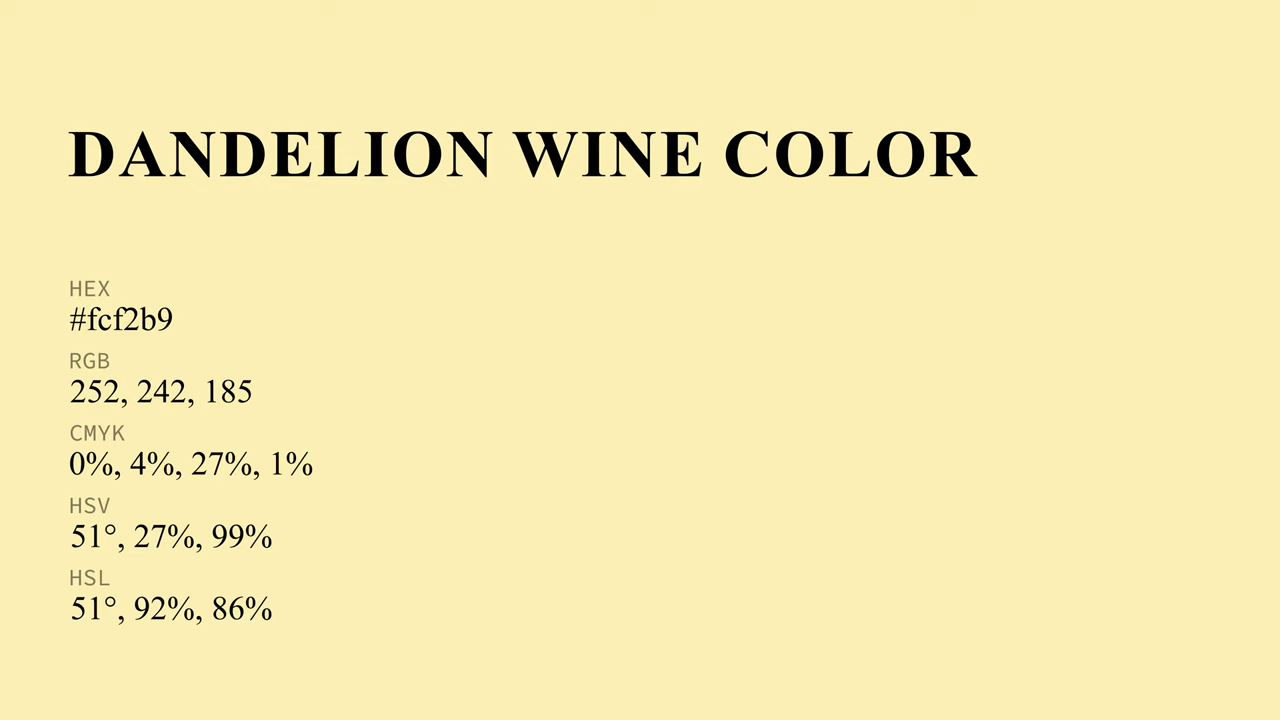 DANDELION WINE COLOR
HEX
#fcf2b9
RGB
252, 242, 185
CMYK
0%, 4%, 27%, 1%
HSV
51°, 27%, 99%
HSL
51°, 92%, 86%